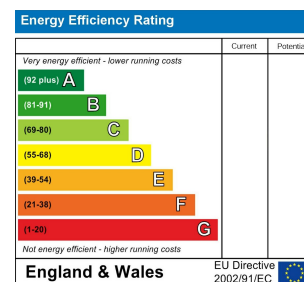 Energy Efficiency Rating
Current Potentia
Very energy efficient - lower running costs
(92 plus) A
(81-91) B
(69-80) C
(55-68) D
(39-54) E
(21-38) F
(1-20) G
Not energy efficient - higher running costs
England & Wales
EU Directive
2002/91/EC